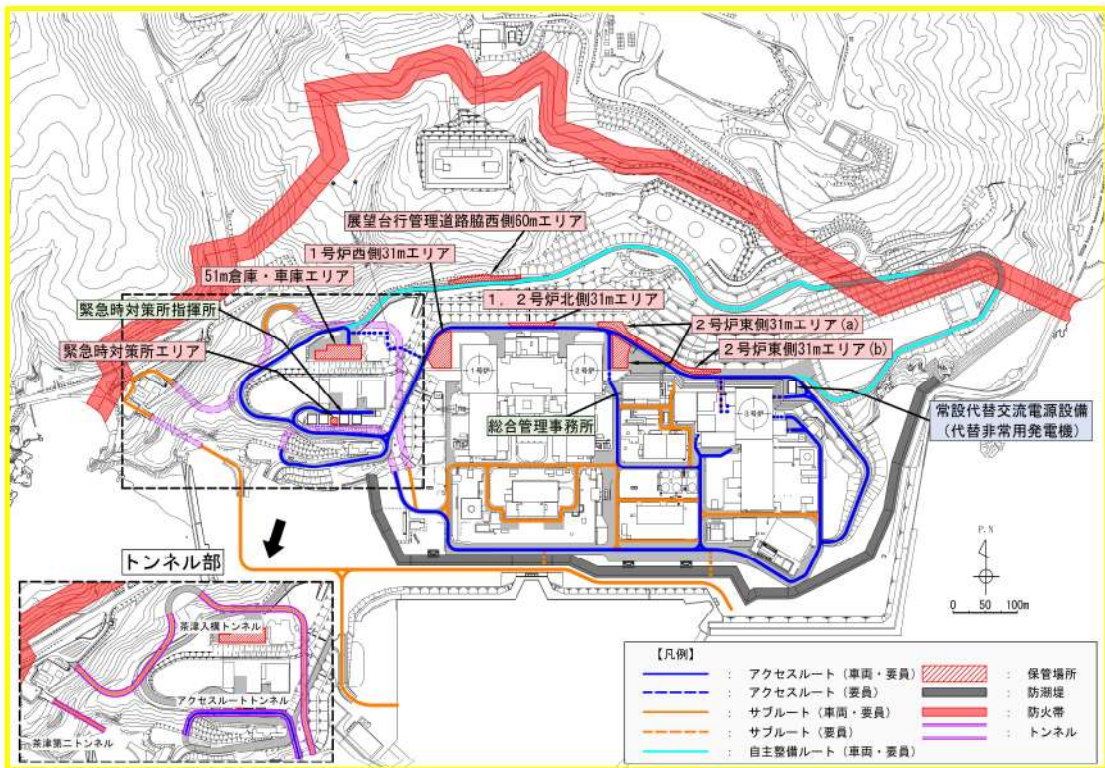 展望台行管理道路脇西側60mエリア
1号炉西側31mエリア
51m倉庫・車庫エリア
1,2号炉北側31mエリア
緊急時対策所指揮所
2号炉東側31mエリア(a)
緊急時対策所エリア
2号炉東側31mエリア(b)
1号炉
2号炉
3号炉
総合管理事務所
常設代替交流電源設備
(代替非常用発電機)
トンネル部
茶津入構トンネル
アクセスルートトンネル
茶津第二トンネル
P.N
0 50 100m
【凡例】
: アクセスルート(車両・要員)
: アクセスルート(要員)
: サブルート(車両・要員)
: サブルート(要員)
: 自主整備ルート(車両・要員)
: 保管場所
: 防潮堤
: 防火帯
: トンネル